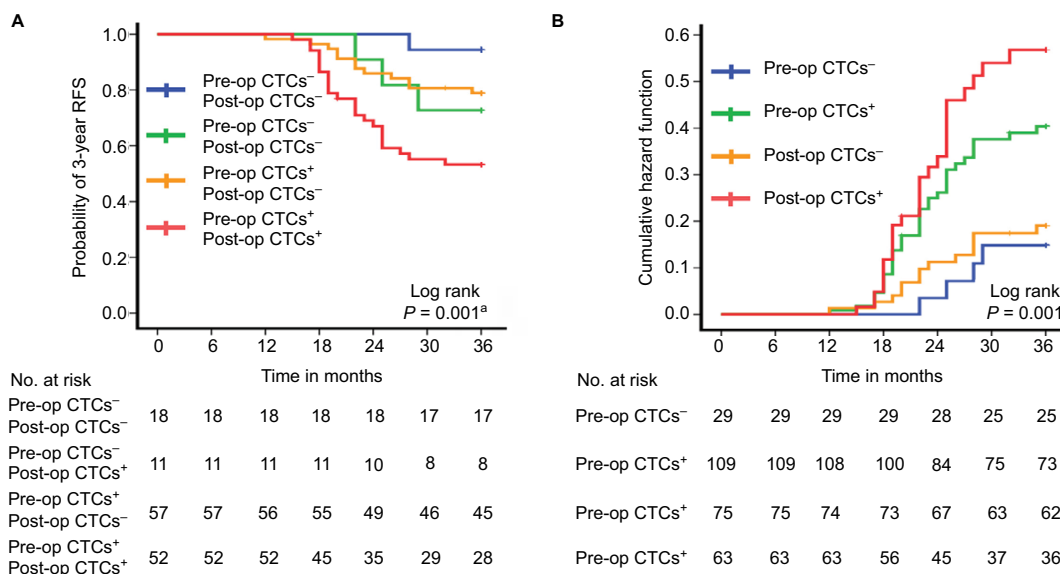 A
Probability of 3-year RFS
1.0
0.8
0.6
0.4
0.2
0.0
Pre-op CTCs⁻
Post-op CTCs⁻
Pre-op CTCs⁻
Post-op CTCs⁻
Pre-op CTCs⁺
Post-op CTCs⁻
Pre-op CTCs⁺
Post-op CTCs⁺
Log rank
P = 0.001ᵃ
0 6 12 18 24 30 36
Time in months
No. at risk
Pre-op CTCs⁻
Post-op CTCs⁻
18 18 18 18 18 17 17
Pre-op CTCs⁻
Post-op CTCs⁺
11 11 11 11 10 8 8
Pre-op CTCs⁺
Post-op CTCs⁻
57 57 56 55 49 46 45
Pre-op CTCs⁺
Post-op CTCs⁺
52 52 52 45 35 29 28
B
Cumulative hazard function
0.6
0.5
0.4
0.3
0.2
0.1
0.0
Pre-op CTCs⁻
Pre-op CTCs⁺
Post-op CTCs⁻
Post-op CTCs⁺
Log rank
P = 0.001
0 6 12 18 24 30 36
Time in months
No. at risk
Pre-op CTCs⁻ 29 29 29 29 28 25 25
Pre-op CTCs⁺ 109 109 108 100 84 75 73
Pre-op CTCs⁺ 75 75 74 73 67 63 62
Pre-op CTCs⁺ 63 63 63 56 45 37 36